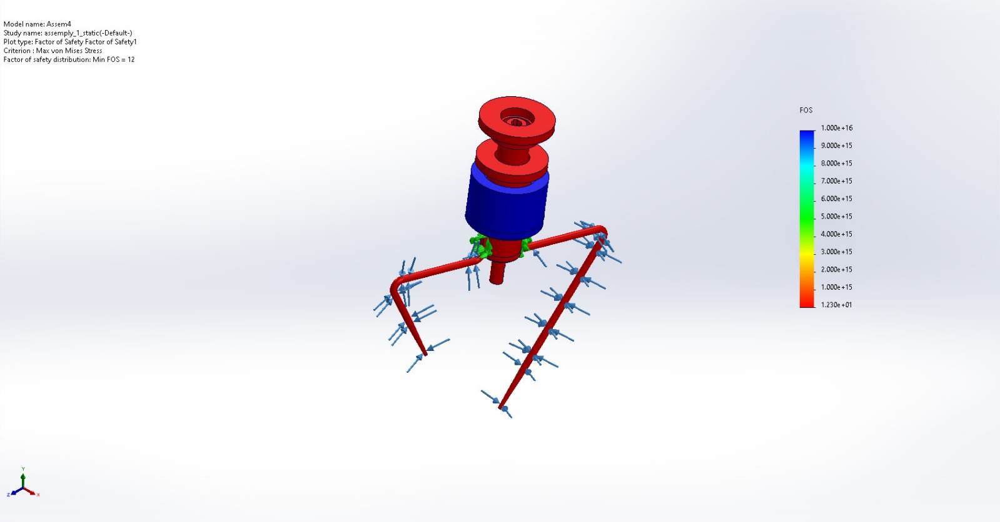 Model name: Assem4
Study name: assemply_1_static(-Default-)
Plot type: Factor of Safety Factor of Safety1
Criterion : Max von Mises Stress
Factor of safety distribution: Min FOS = 12
FOS
1.000e+16
9.000e+15
8.000e+15
7.000e+15
6.000e+15
5.000e+15
4.000e+15
3.000e+15
2.000e+15
1.000e+15
1.230e+01
Y
Z
X